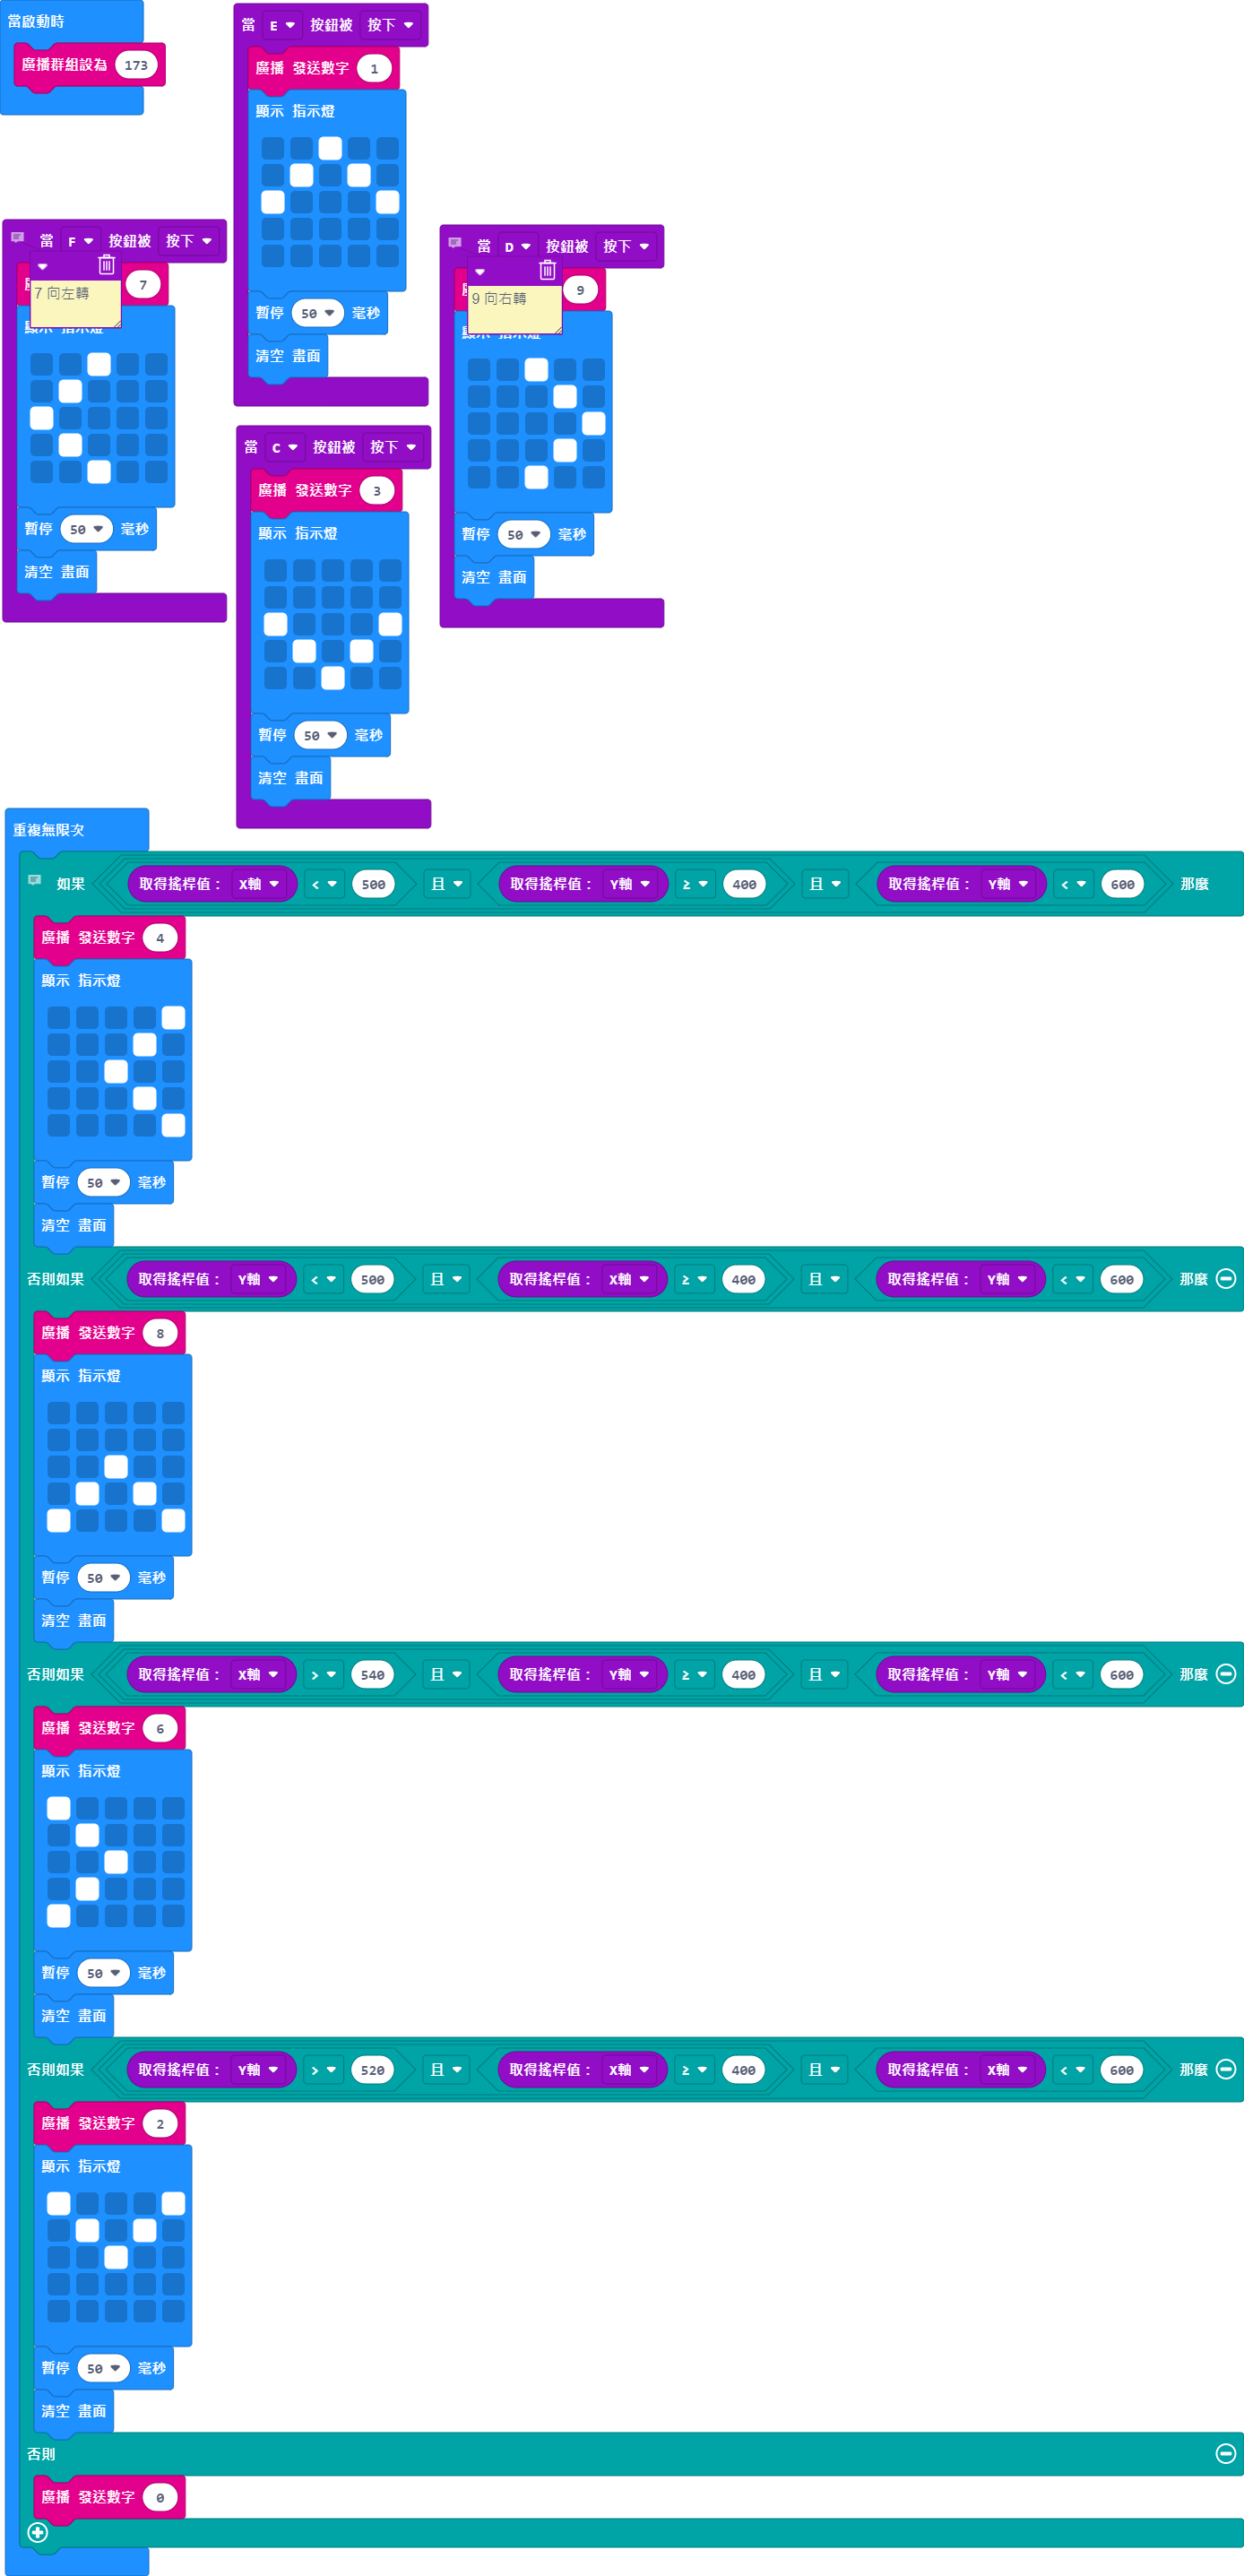 當啟動時
廣播群組設為 173
當 E 按鈕被 按下
廣播 發送數字 1
顯示 指示燈
暫停 50 毫秒
清空 畫面
當 F 按鈕被 按下
7
7 向左轉
顯示 指示燈
暫停 50 毫秒
清空 畫面
當 D 按鈕被 按下
9
9 向右轉
顯示 指示燈
暫停 50 毫秒
清空 畫面
當 C 按鈕被 按下
廣播 發送數字 3
顯示 指示燈
暫停 50 毫秒
清空 畫面
重複無限次
如果 取得搖桿值： X軸 < 500 且 取得搖桿值： Y軸 ≥ 400 且 取得搖桿值： Y軸 < 600 那麼
廣播 發送數字 4
顯示 指示燈
暫停 50 毫秒
清空 畫面
否則如果 取得搖桿值： Y軸 < 500 且 取得搖桿值： X軸 ≥ 400 且 取得搖桿值： Y軸 < 600 那麼
廣播 發送數字 8
顯示 指示燈
暫停 50 毫秒
清空 畫面
否則如果 取得搖桿值： X軸 > 540 且 取得搖桿值： Y軸 ≥ 400 且 取得搖桿值： Y軸 < 600 那麼
廣播 發送數字 6
顯示 指示燈
暫停 50 毫秒
清空 畫面
否則如果 取得搖桿值： Y軸 > 520 且 取得搖桿值： X軸 ≥ 400 且 取得搖桿值： X軸 < 600 那麼
廣播 發送數字 2
顯示 指示燈
暫停 50 毫秒
清空 畫面
否則
廣播 發送數字 0